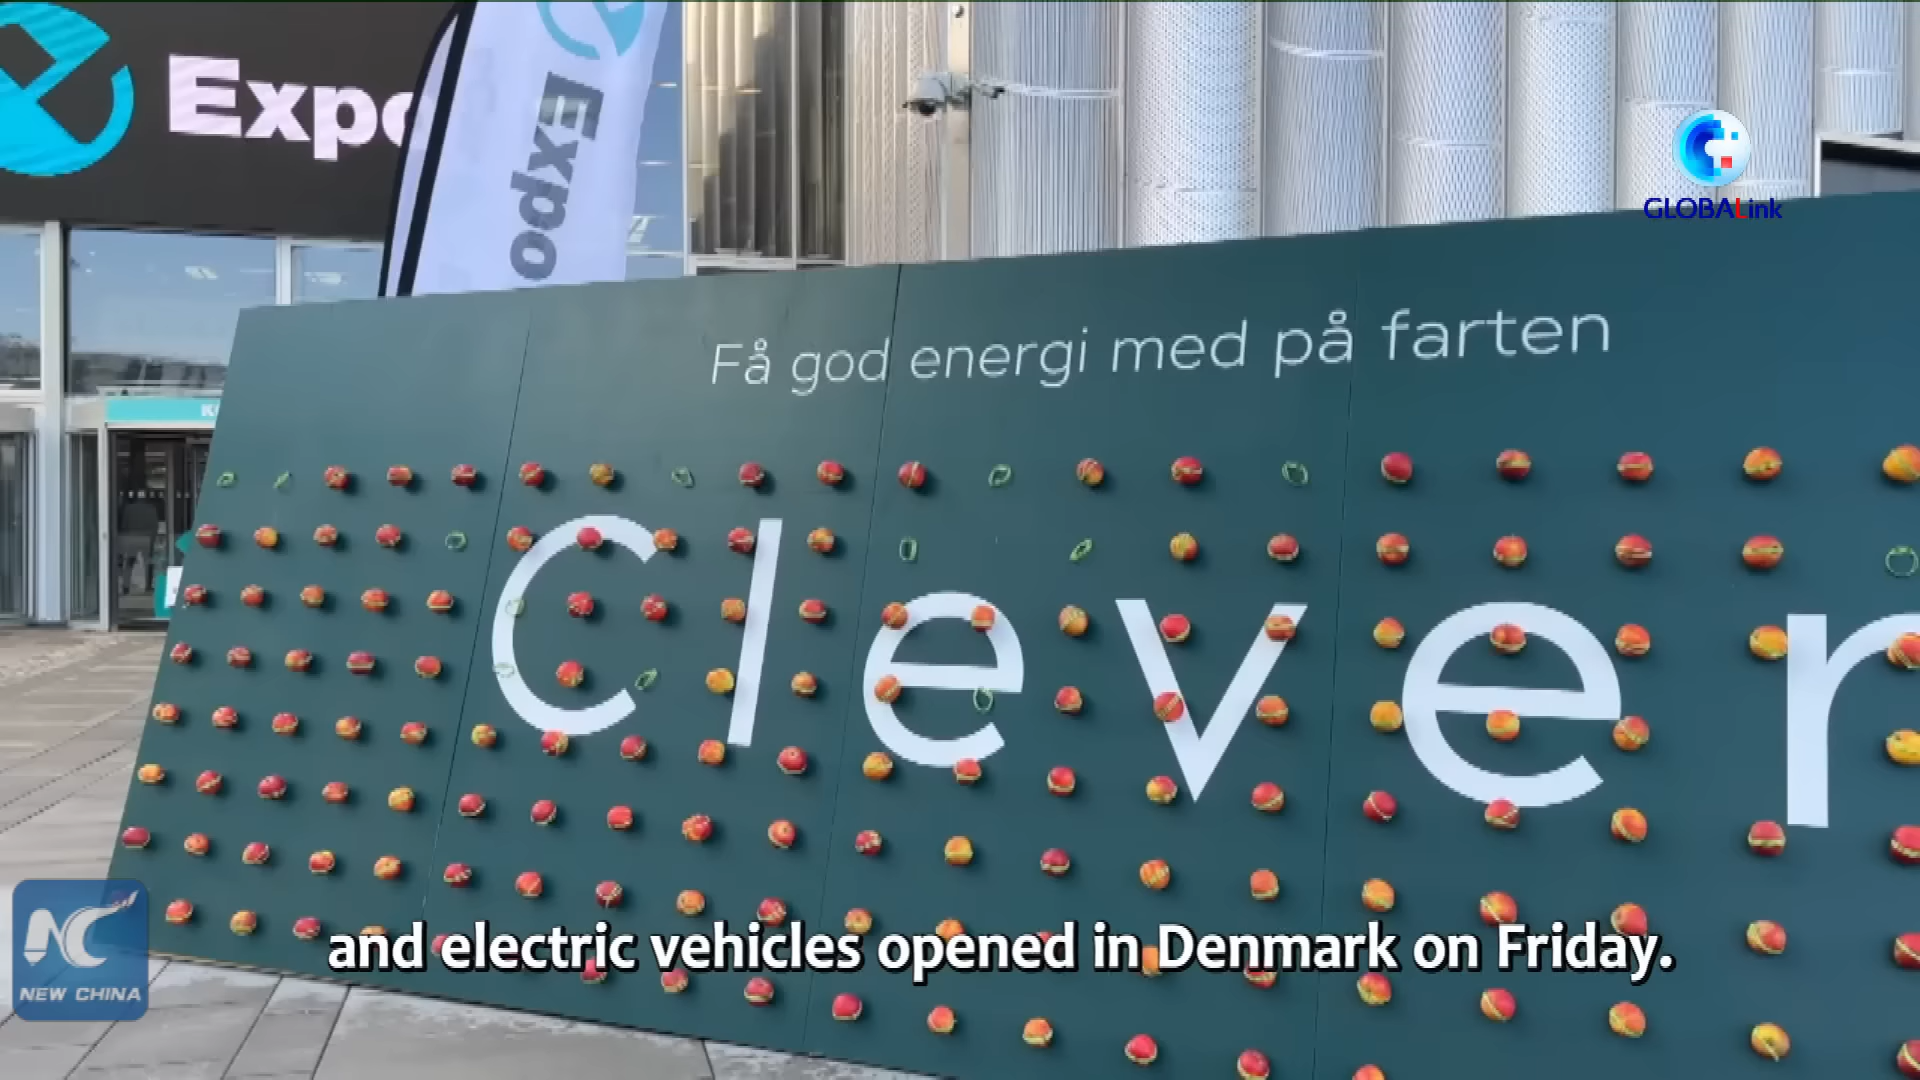 Expo
Expo
GLOBALink
Få god energi med på farten
Clever
and electric vehicles opened in Denmark on Friday.
NC
NEW CHINA